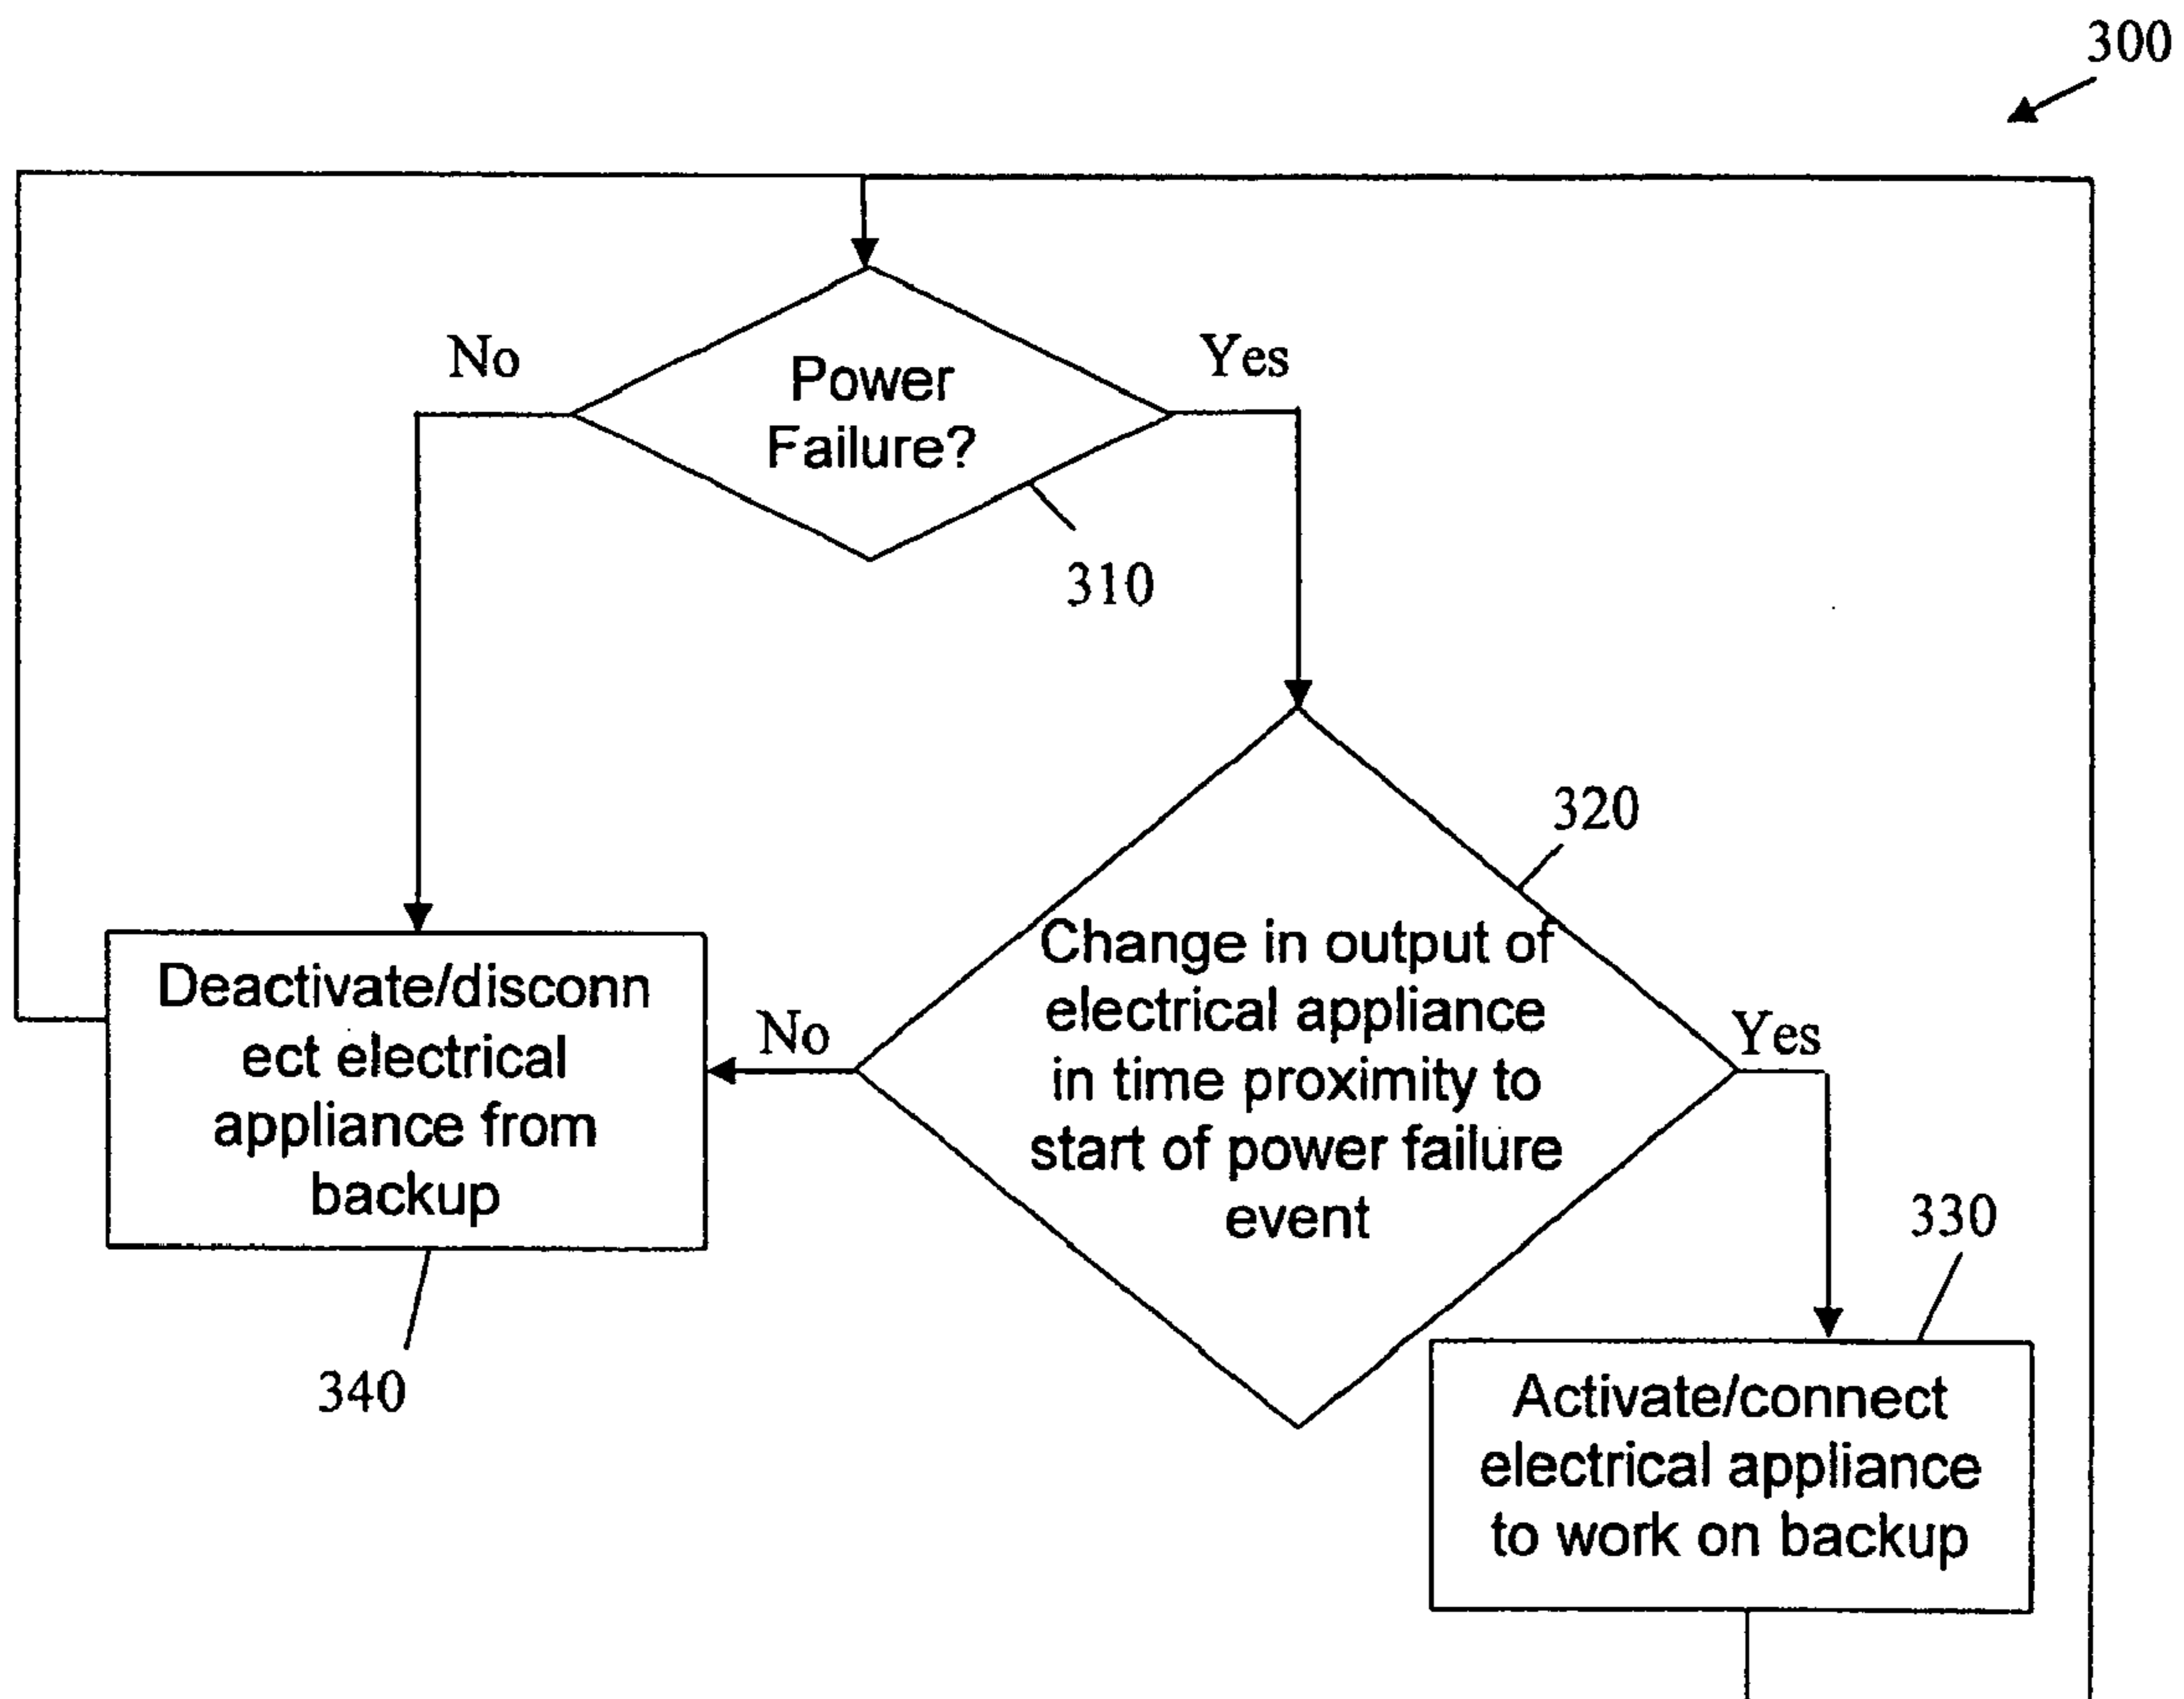 300
No
Yes
Power
Failure?
310
320
Change in output of
electrical appliance
in time proximity to
start of power failure
event
No
Yes
Deactivate/disconn
ect electrical
appliance from
backup
340
330
Activate/connect
electrical appliance
to work on backup